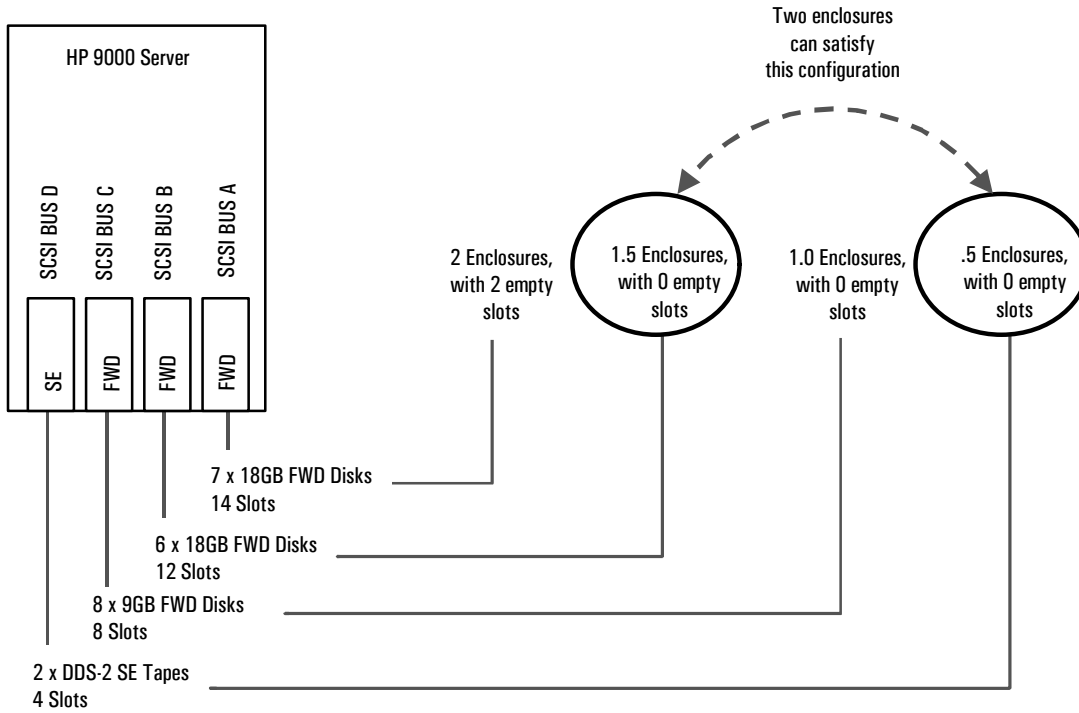 Two enclosures
can satisfy
this configuration
HP 9000 Server
SCSI BUS D
SCSI BUS C
SCSI BUS B
SCSI BUS A
SE
FWD
FWD
FWD
2 Enclosures,
with 2 empty
slots
1.5 Enclosures,
with 0 empty
slots
1.0 Enclosures,
with 0 empty
slots
.5 Enclosures,
with 0 empty
slots
7 x 18GB FWD Disks
14 Slots
6 x 18GB FWD Disks
12 Slots
8 x 9GB FWD Disks
8 Slots
2 x DDS-2 SE Tapes
4 Slots